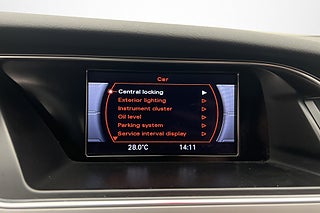 Car
Central locking
Exterior lighting
Instrument cluster
Oil level
Parking system
Service interval display
28.0°C 14:11